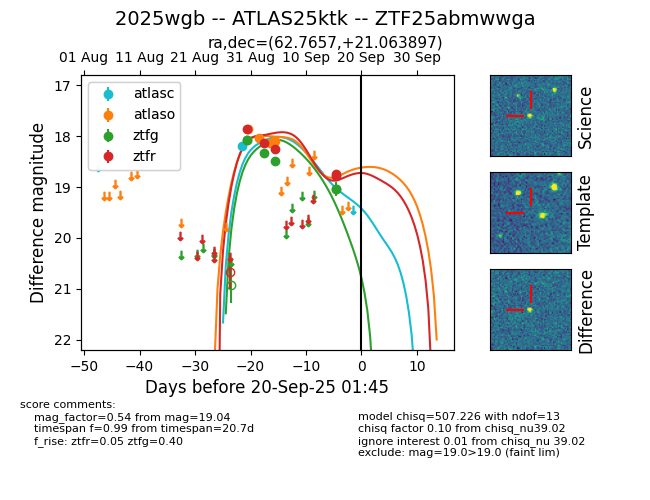 2025wgb -- ATLAS25ktk -- ZTF25abmwwga
ra,dec=(62.7657,+21.063897)
01 Aug 11 Aug 21 Aug 31 Aug 10 Sep 20 Sep 30 Sep
17
18
19
20
21
22
Difference magnitude
atlasc
atlaso
ztfg
ztfr
−50 −40 −30 −20 −10 0 10
Days before 20-Sep-25 01:45
Science
Template
Difference
score comments:
mag_factor=0.54 from mag=19.04
timespan f=0.99 from timespan=20.7d
f_rise: ztfr=0.05 ztfg=0.40
model chisq=507.226 with ndof=13
chisq factor 0.10 from chisq_nu39.02
ignore interest 0.01 from chisq_nu 39.02
exclude: mag=19.0>19.0 (faint lim)